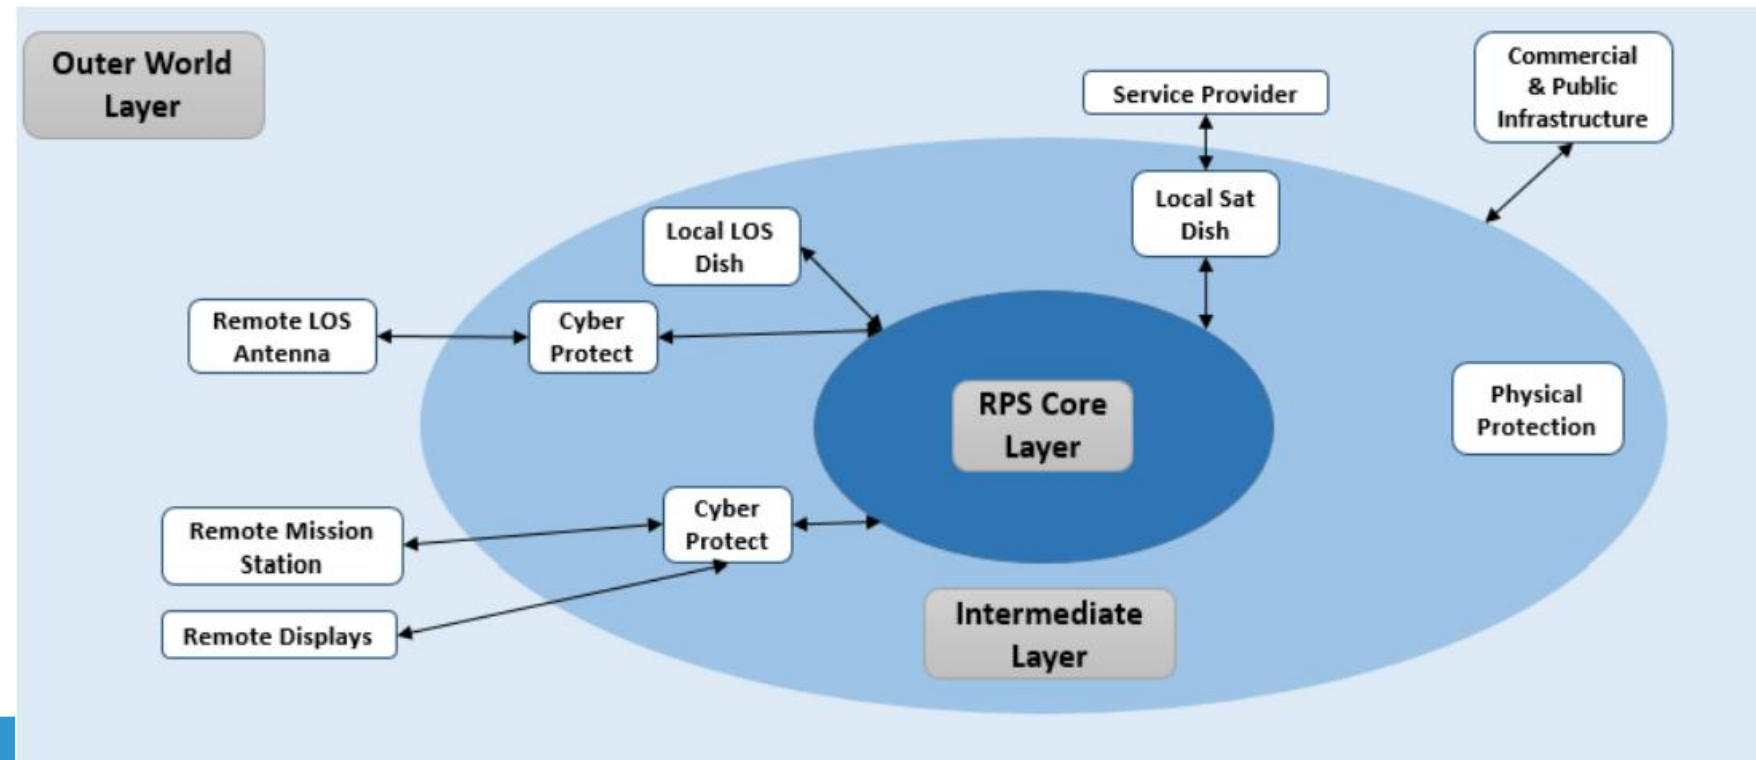 Outer World
Layer
Service Provider
Commercial
& Public
Infrastructure
Local Sat
Dish
Local LOS
Dish
Remote LOS
Antenna
Cyber
Protect
RPS Core
Layer
Physical
Protection
Remote Mission
Station
Cyber
Protect
Remote Displays
Intermediate
Layer